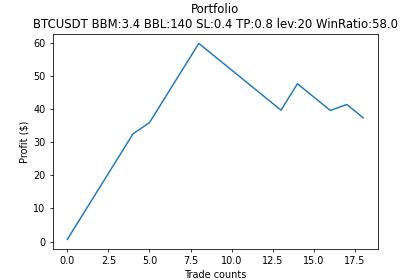 Portfolio
BTCUSDT BBM:3.4 BBL:140 SL:0.4 TP:0.8 lev:20 WinRatio:58.0
60
50
40
30
20
10
0
Profit ($)
0.0 2.5 5.0 7.5 10.0 12.5 15.0 17.5
Trade counts